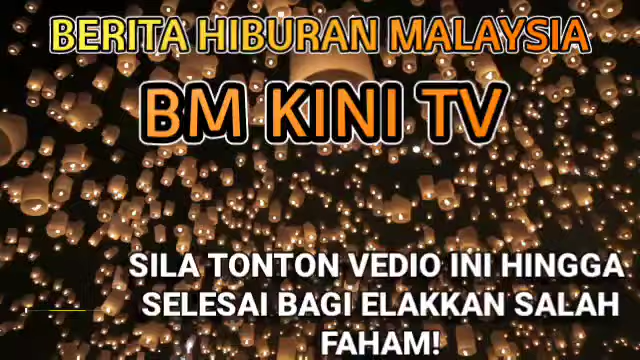 BERITA HIBURAN MALAYSIA
BM KINI TV
SILA TONTON VEDIO INI HINGGA
SELESAI BAGI ELAKKAN SALAH
FAHAM!